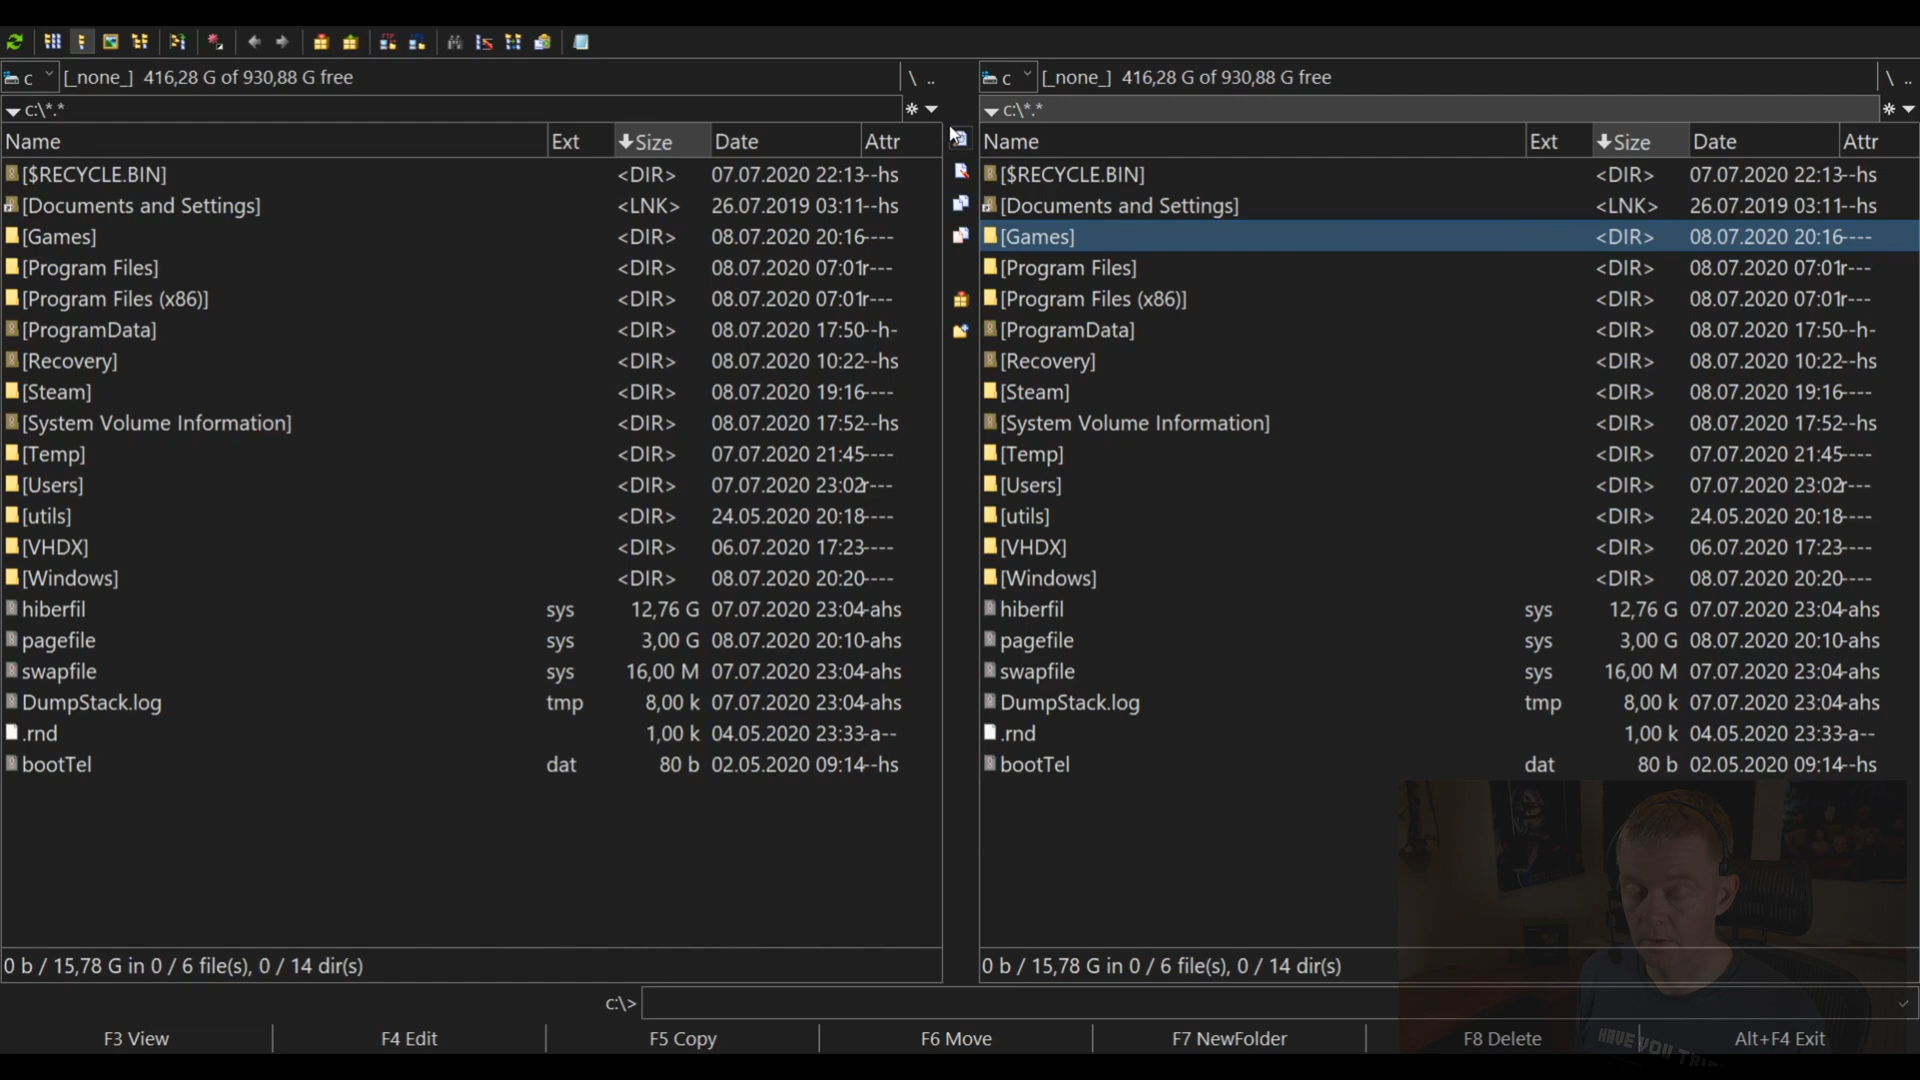 c [_none_] 416,28 G of 930,88 G free \ ..
c:\*.* * 
Name Ext Size Date Attr
[$RECYCLE.BIN] <DIR> 07.07.2020 22:13--hs
[Documents and Settings] <LNK> 26.07.2019 03:11--hs
[Games] <DIR> 08.07.2020 20:16----
[Program Files] <DIR> 08.07.2020 07:01r---
[Program Files (x86)] <DIR> 08.07.2020 07:01r---
[ProgramData] <DIR> 08.07.2020 17:50--h-
[Recovery] <DIR> 08.07.2020 10:22--hs
[Steam] <DIR> 08.07.2020 19:16----
[System Volume Information] <DIR> 08.07.2020 17:52--hs
[Temp] <DIR> 07.07.2020 21:45----
[Users] <DIR> 07.07.2020 23:02r---
[utils] <DIR> 24.05.2020 20:18----
[VHDX] <DIR> 06.07.2020 17:23----
[Windows] <DIR> 08.07.2020 20:20----
hiberfil sys 12,76 G 07.07.2020 23:04-ahs
pagefile sys 3,00 G 08.07.2020 20:10-ahs
swapfile sys 16,00 M 07.07.2020 23:04-ahs
DumpStack.log tmp 8,00 k 07.07.2020 23:04-ahs
.rnd 1,00 k 04.05.2020 23:33-a--
bootTel dat 80 b 02.05.2020 09:14--hs
0 b / 15,78 G in 0 / 6 file(s), 0 / 14 dir(s)
c [_none_] 416,28 G of 930,88 G free \ ..
c:\*.* *
Name Ext Size Date Attr
[$RECYCLE.BIN] <DIR> 07.07.2020 22:13--hs
[Documents and Settings] <LNK> 26.07.2019 03:11--hs
[Games] <DIR> 08.07.2020 20:16----
[Program Files] <DIR> 08.07.2020 07:01r---
[Program Files (x86)] <DIR> 08.07.2020 07:01r---
[ProgramData] <DIR> 08.07.2020 17:50--h-
[Recovery] <DIR> 08.07.2020 10:22--hs
[Steam] <DIR> 08.07.2020 19:16----
[System Volume Information] <DIR> 08.07.2020 17:52--hs
[Temp] <DIR> 07.07.2020 21:45----
[Users] <DIR> 07.07.2020 23:02r---
[utils] <DIR> 24.05.2020 20:18----
[VHDX] <DIR> 06.07.2020 17:23----
[Windows] <DIR> 08.07.2020 20:20----
hiberfil sys 12,76 G 07.07.2020 23:04-ahs
pagefile sys 3,00 G 08.07.2020 20:10-ahs
swapfile sys 16,00 M 07.07.2020 23:04-ahs
DumpStack.log tmp 8,00 k 07.07.2020 23:04-ahs
.rnd 1,00 k 04.05.2020 23:33-a--
bootTel dat 80 b 02.05.2020 09:14--hs
0 b / 15,78 G in 0 / 6 file(s), 0 / 14 dir(s)
c:\>
F3 View F4 Edit F5 Copy F6 Move F7 NewFolder F8 Delete Alt+F4 Exit
HAVE YOU